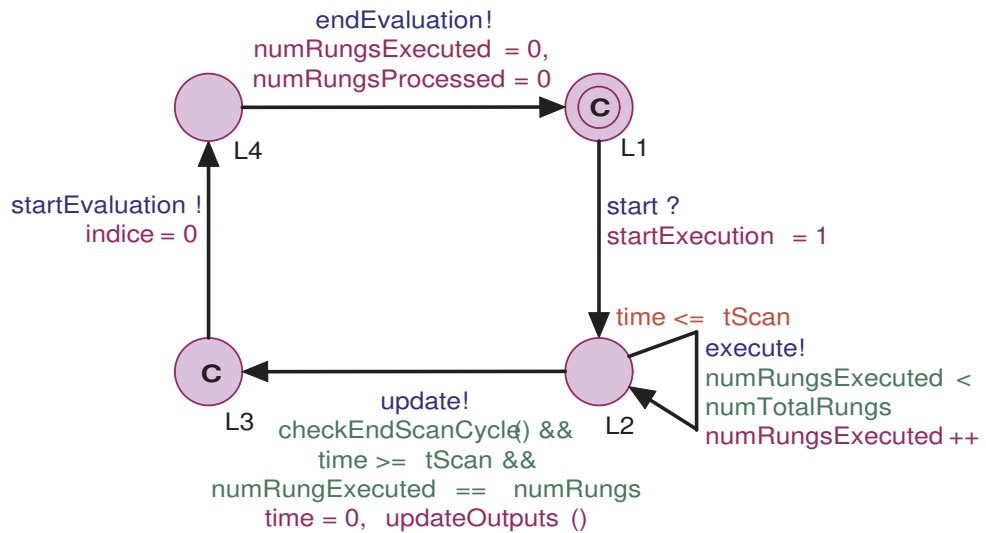 endEvaluation!
numRungsExecuted = 0,
numRungsProcessed = 0
C
L4
L1
startEvaluation !
indice = 0
start ?
startExecution = 1
time <= tScan
execute!
numRungsExecuted <
numTotalRungs
numRungsExecuted ++
C
L3
L2
update!
checkEndScanCycle() &&
time >= tScan &&
numRungExecuted == numRungs
time = 0, updateOutputs ()